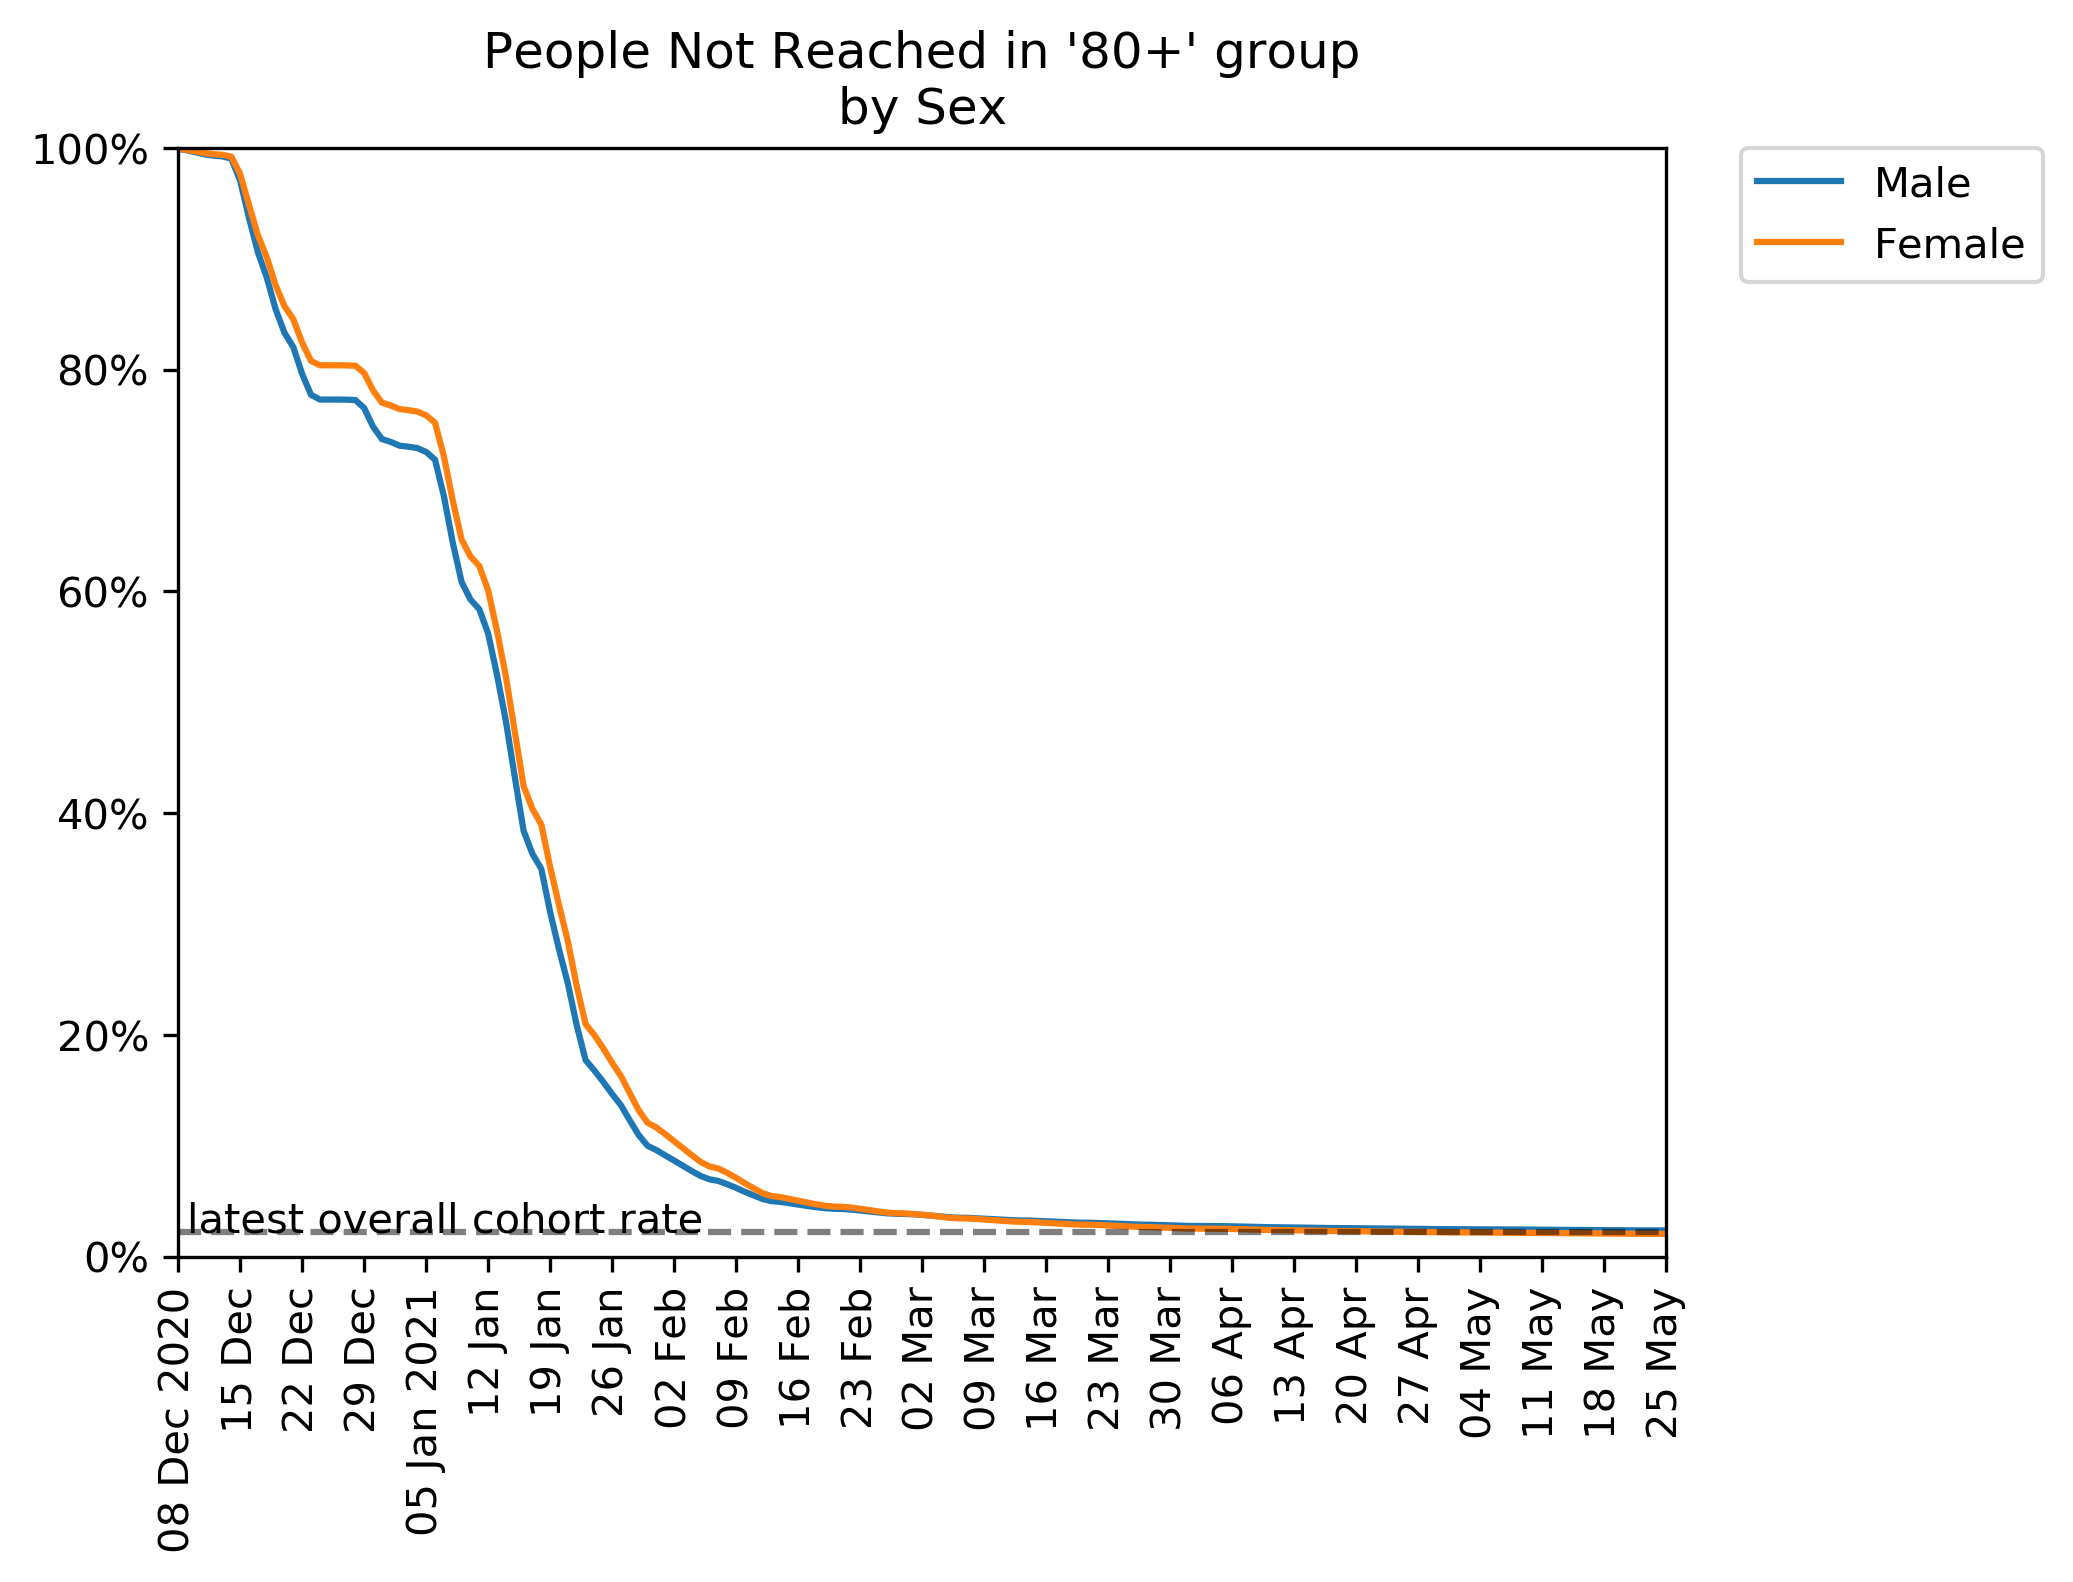 People Not Reached in '80+' group
by Sex
100%
80%
60%
40%
20%
0%
Male
Female
latest overall cohort rate
08 Dec 2020
15 Dec
22 Dec
29 Dec
05 Jan 2021
12 Jan
19 Jan
26 Jan
02 Feb
09 Feb
16 Feb
23 Feb
02 Mar
09 Mar
16 Mar
23 Mar
30 Mar
06 Apr
13 Apr
20 Apr
27 Apr
04 May
11 May
18 May
25 May